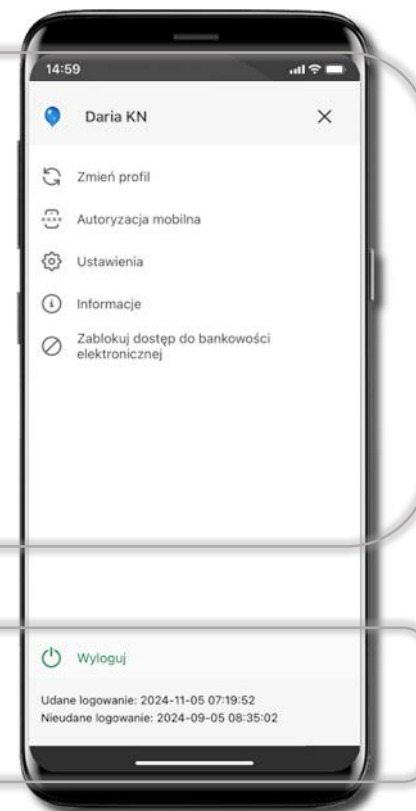 14:59
Daria KN
Zmień profil
Autoryzacja mobilna
Ustawienia
Informacje
Zablokuj dostęp do bankowości
elektronicznej
Wyloguj
Udane logowanie: 2024-11-05 07:19:52
Nieudane logowanie: 2024-09-05 08:35:02